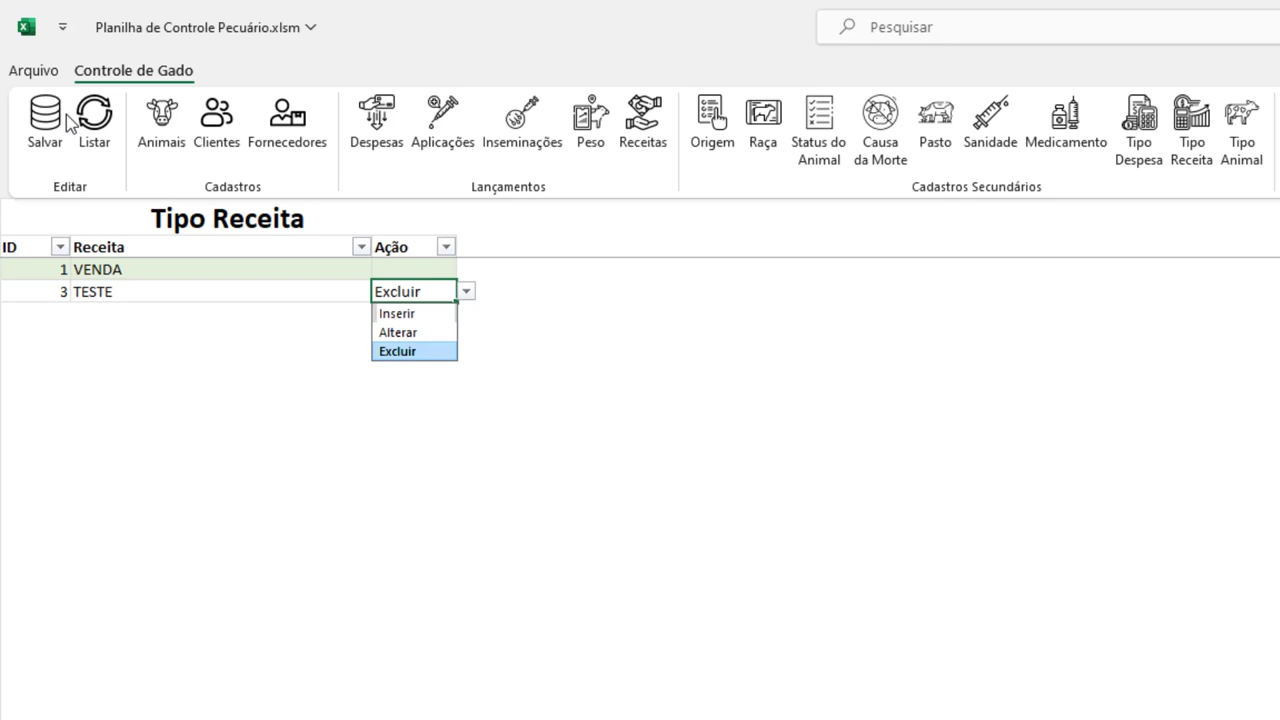 Planilha de Controle Pecuário.xlsm
Pesquisar
Arquivo Controle de Gado
Salvar Listar Animais Clientes Fornecedores Despesas Aplicações Inseminações Peso Receitas Origem Raça Status do Animal Causa da Morte Pasto Sanidade Medicamento Tipo Despesa Tipo Receita Tipo Animal
Editar Cadastros Lançamentos Cadastros Secundários
Tipo Receita
ID Receita Ação
1 VENDA
3 TESTE Excluir
Inserir
Alterar
Excluir